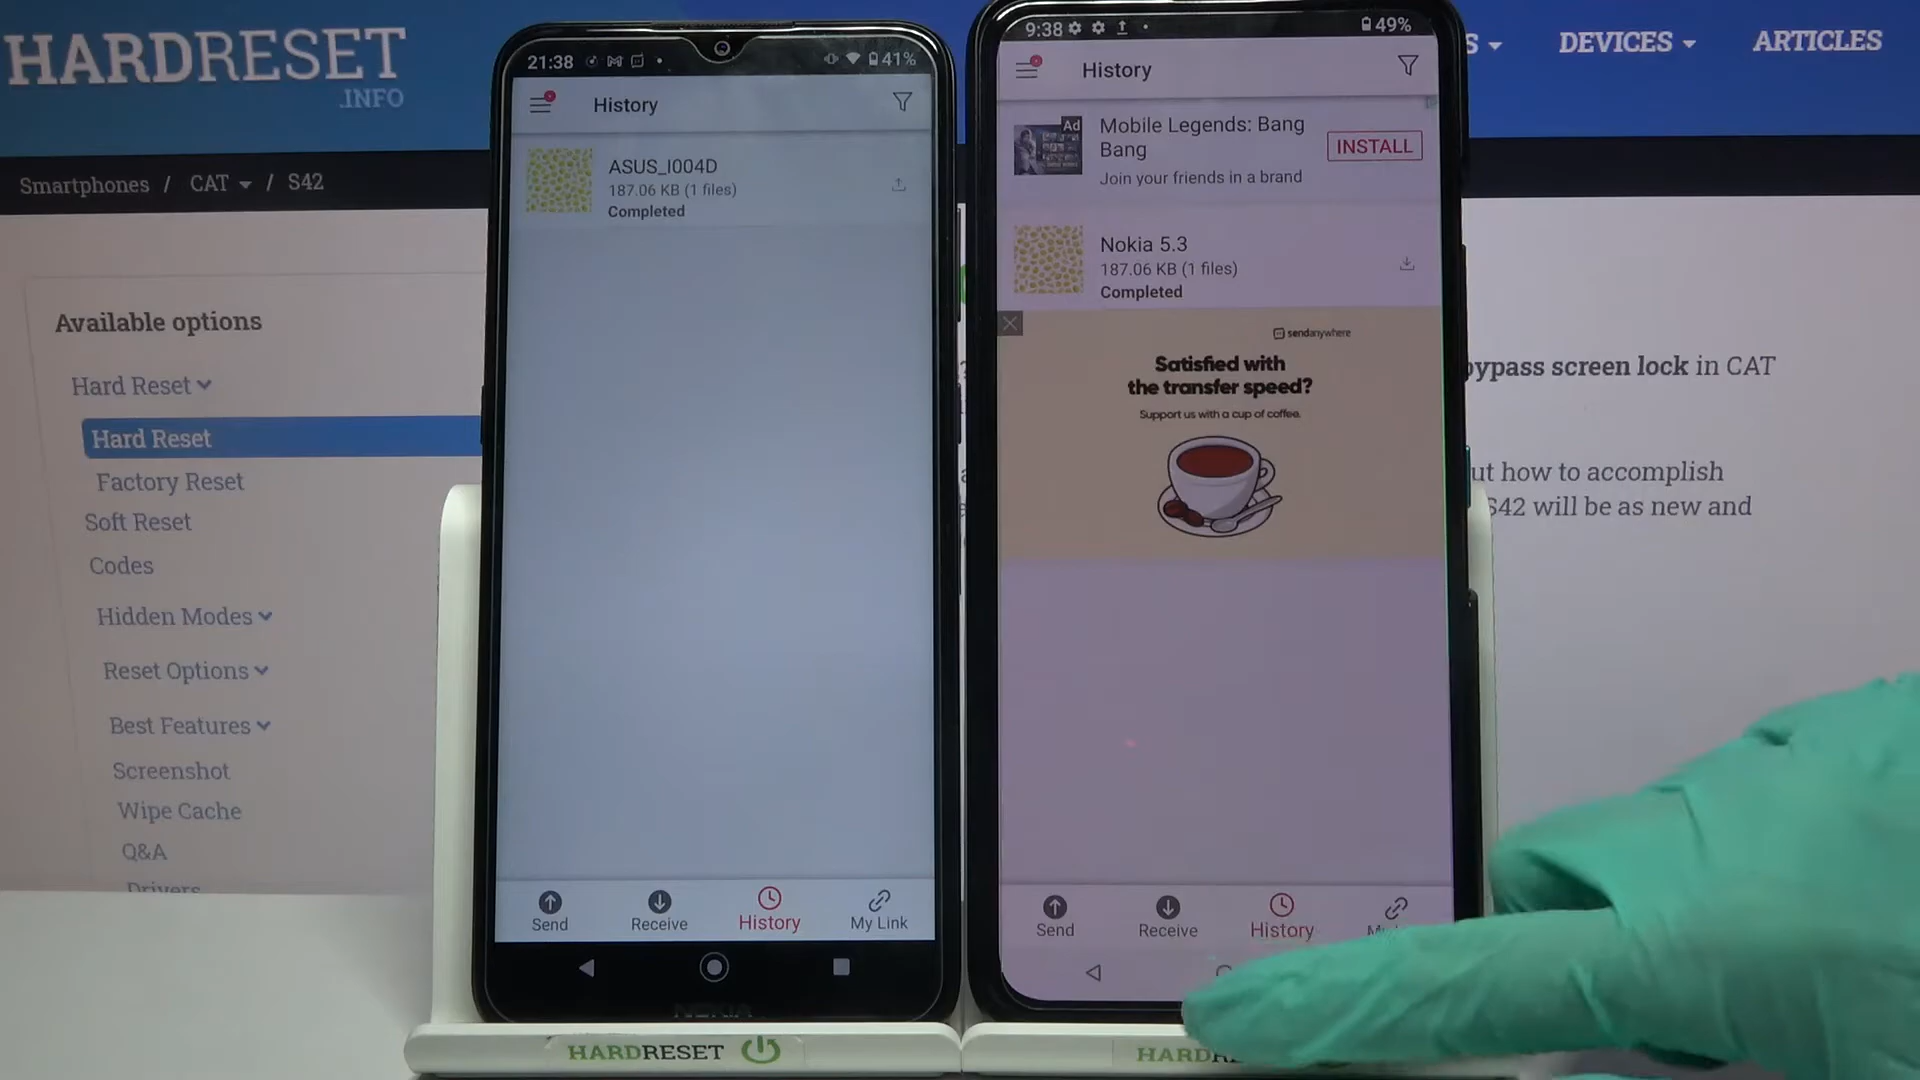 HARDRESET
.INFO
DEVICES
ARTICLES
Smartphones / CAT / S42
Available options
Hard Reset
Hard Reset
Factory Reset
Soft Reset
Codes
Hidden Modes
Reset Options
Best Features
Screenshot
Wipe Cache
Q&A
Drivers
bypass screen lock in CAT
how to accomplish
S42 will be as new and
21:38
41%
History
ASUS_I004D
187.06 KB (1 files)
Completed
Send
Receive
History
My Link
NOKIA
HARDRESET
9:38
49%
History
Ad
Mobile Legends: Bang
Bang
Join your friends in a brand
INSTALL
Nokia 5.3
187.06 KB (1 files)
Completed
sendanywhere
Satisfied with
the transfer speed?
Support us with a cup of coffee.
Send
Receive
History